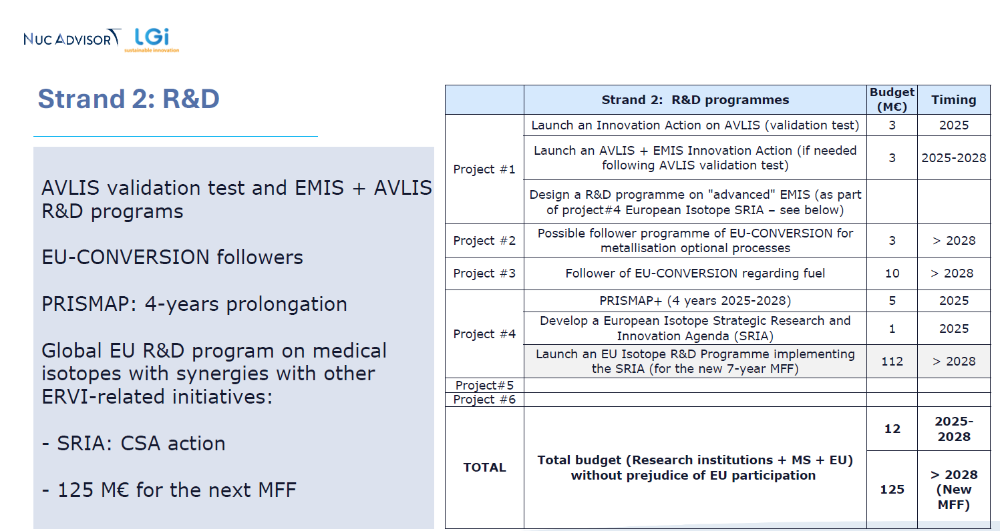 NUC ADVISOR
LGi
sustainable innovation
Strand 2: R&D
AVLIS validation test and EMIS + AVLIS
R&D programs
EU-CONVERSION followers
PRISMAP: 4-years prolongation
Global EU R&D program on medical
isotopes with synergies with other
ERVI-related initiatives:
- SRIA: CSA action
- 125 M€ for the next MFF
Strand 2: R&D programmes
Budget
(M€)
Timing
Project #1
Launch an Innovation Action on AVLIS (validation test)
3
2025
Launch an AVLIS + EMIS Innovation Action (if needed
following AVLIS validation test)
3
2025-2028
Design a R&D programme on "advanced" EMIS (as part
of project#4 European Isotope SRIA – see below)
Project #2
Possible follower programme of EU-CONVERSION for
metallisation optional processes
3
> 2028
Project #3
Follower of EU-CONVERSION regarding fuel
10
> 2028
Project #4
PRISMAP+ (4 years 2025-2028)
5
2025
Develop a European Isotope Strategic Research and
Innovation Agenda (SRIA)
1
2025
Launch an EU Isotope R&D Programme implementing
the SRIA (for the new 7-year MFF)
112
> 2028
Project#5
Project #6
TOTAL
Total budget (Research institutions + MS + EU)
without prejudice of EU participation
12
2025-
2028
125
> 2028
(New
MFF)